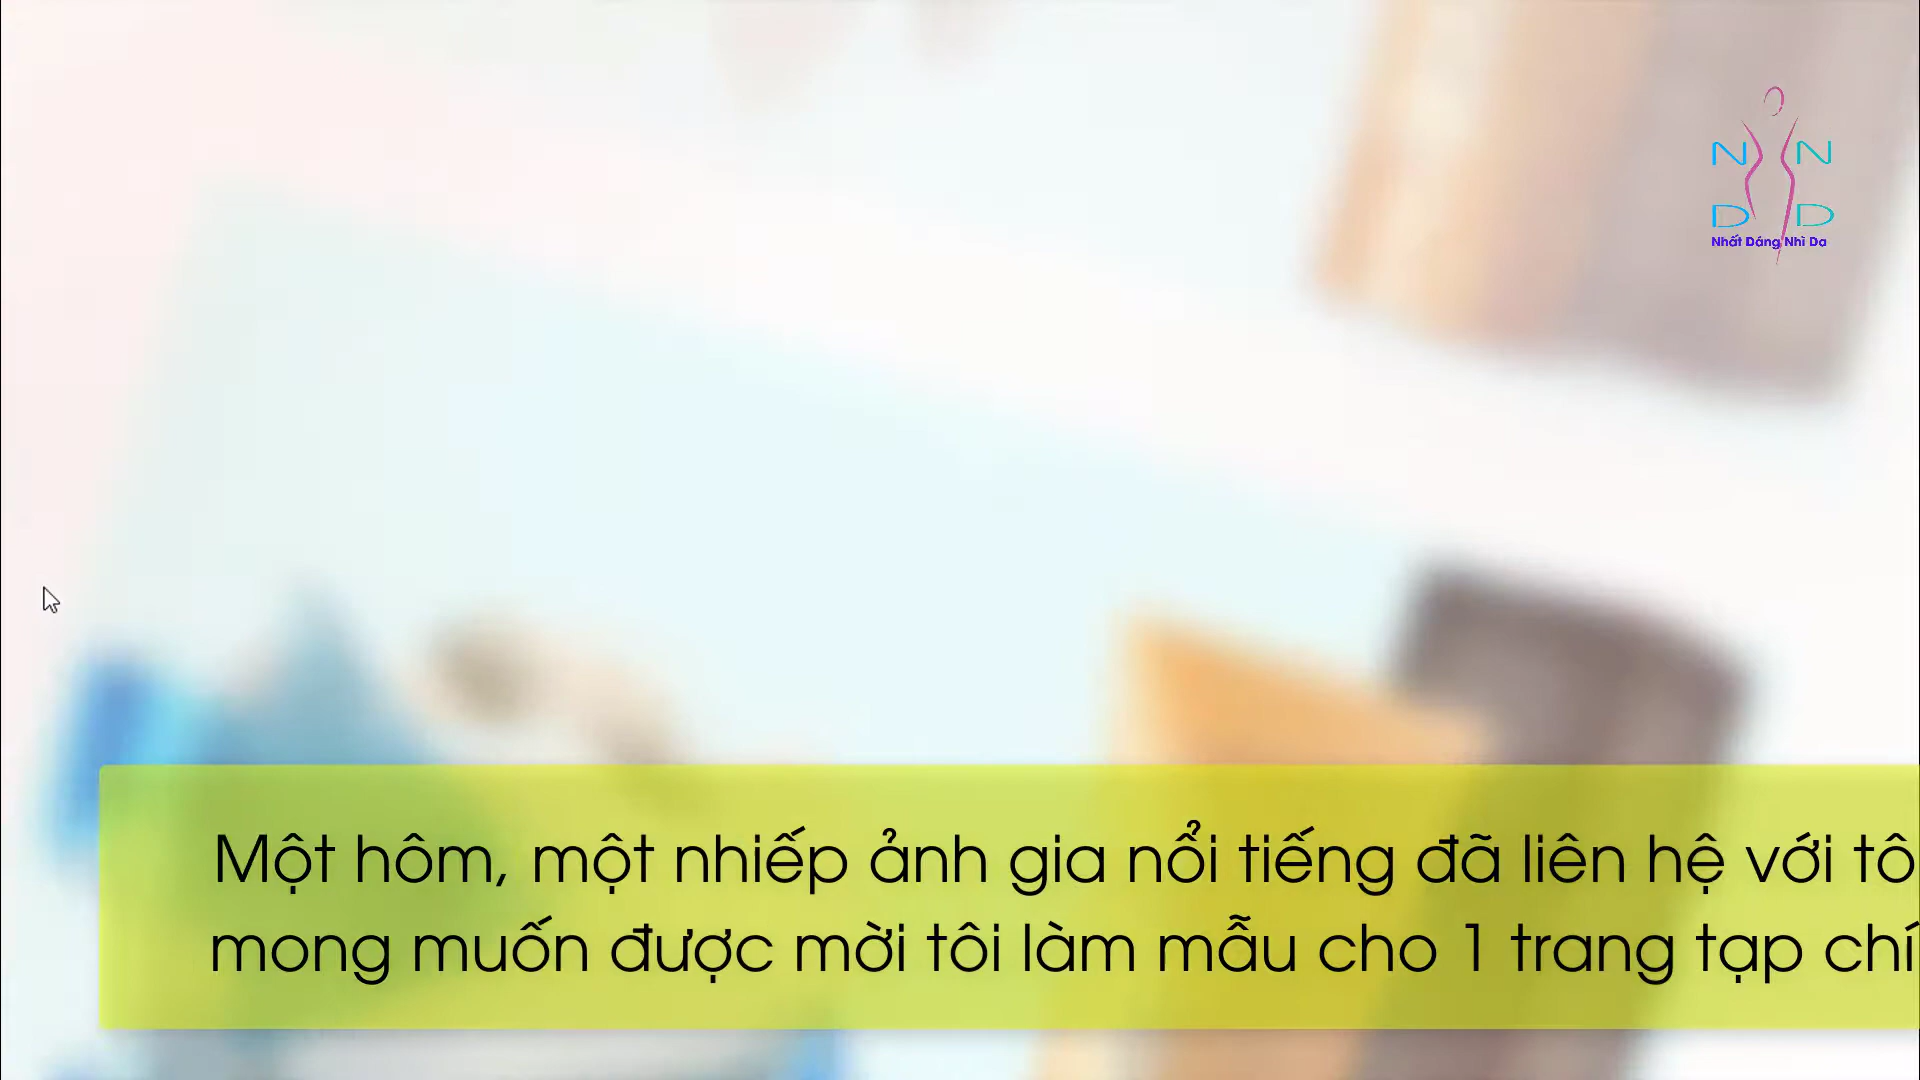 N N
D D
Nhất Dáng Nhì Da
Một hôm, một nhiếp ảnh gia nổi tiếng đã liên hệ với tô
mong muốn được mời tôi làm mẫu cho 1 trang tạp chí